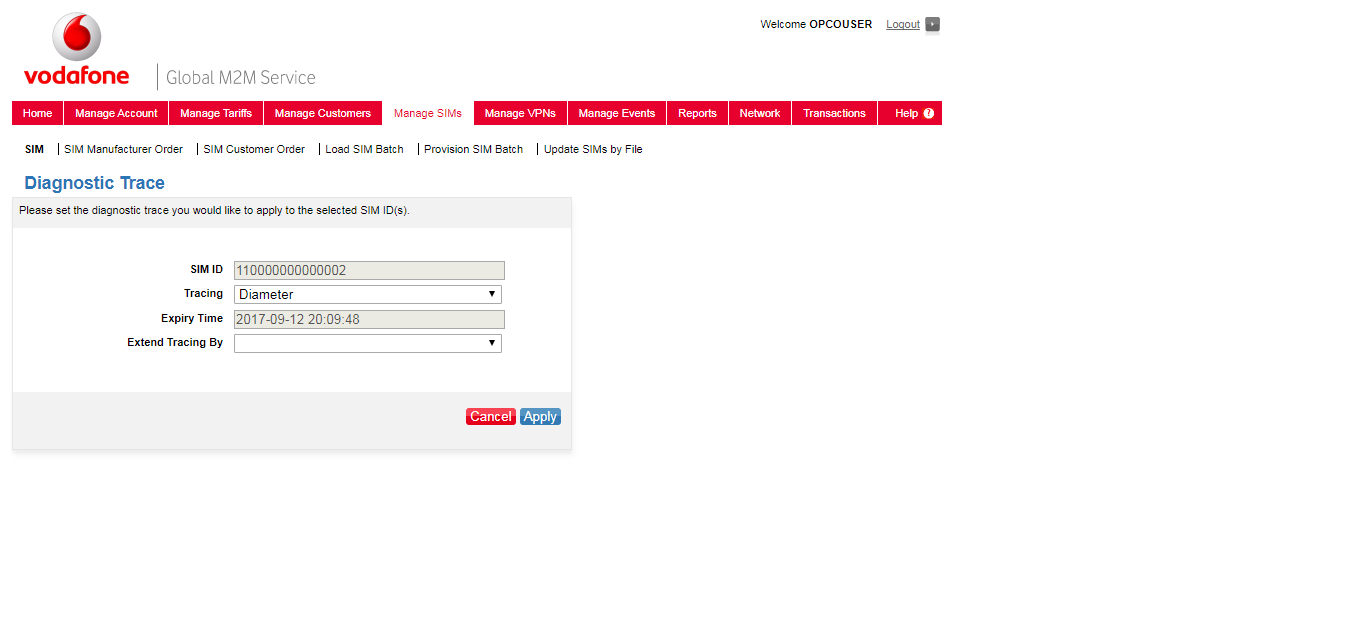 Welcome OPCOUSER Logout
vodafone
Global M2M Service
Home Manage Account Manage Tariffs Manage Customers Manage SIMs Manage VPNs Manage Events Reports Network Transactions Help ?
SIM SIM Manufacturer Order SIM Customer Order Load SIM Batch Provision SIM Batch Update SIMs by File
Diagnostic Trace
Please set the diagnostic trace you would like to apply to the selected SIM ID(s).
SIM ID 110000000000002
Tracing Diameter
Expiry Time 2017-09-12 20:09:48
Extend Tracing By
Cancel Apply